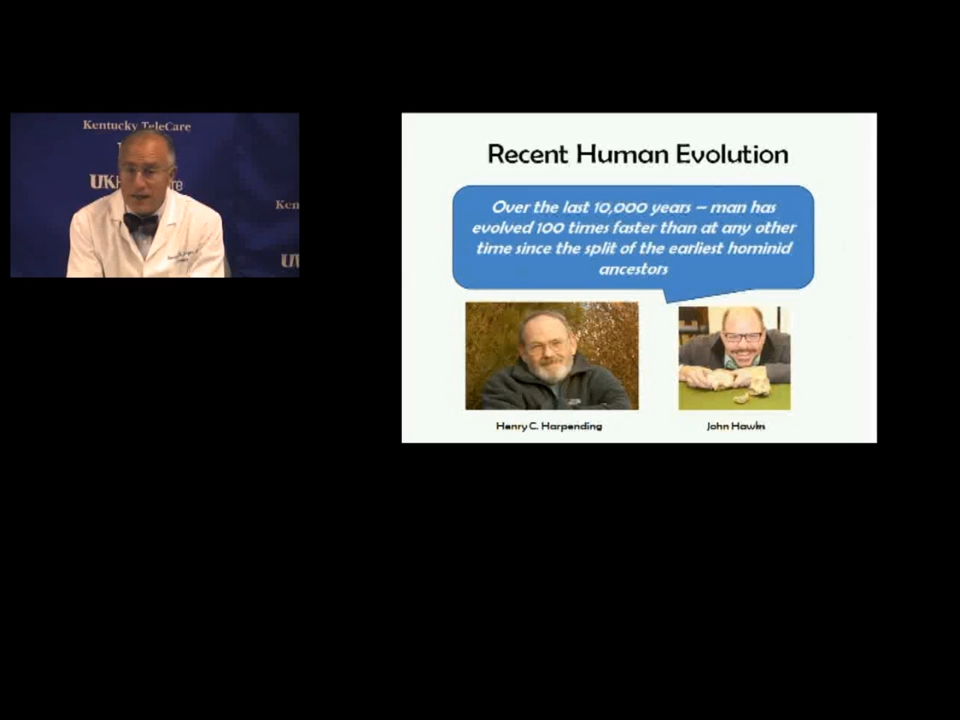 Kentucky TeleCare
UK
re
Ken
Recent Human Evolution
Over the last 10,000 years – man has
evolved 100 times faster than at any other
time since the split of the earliest hominid
ancestors
Henry C. Harpending
John Hawks